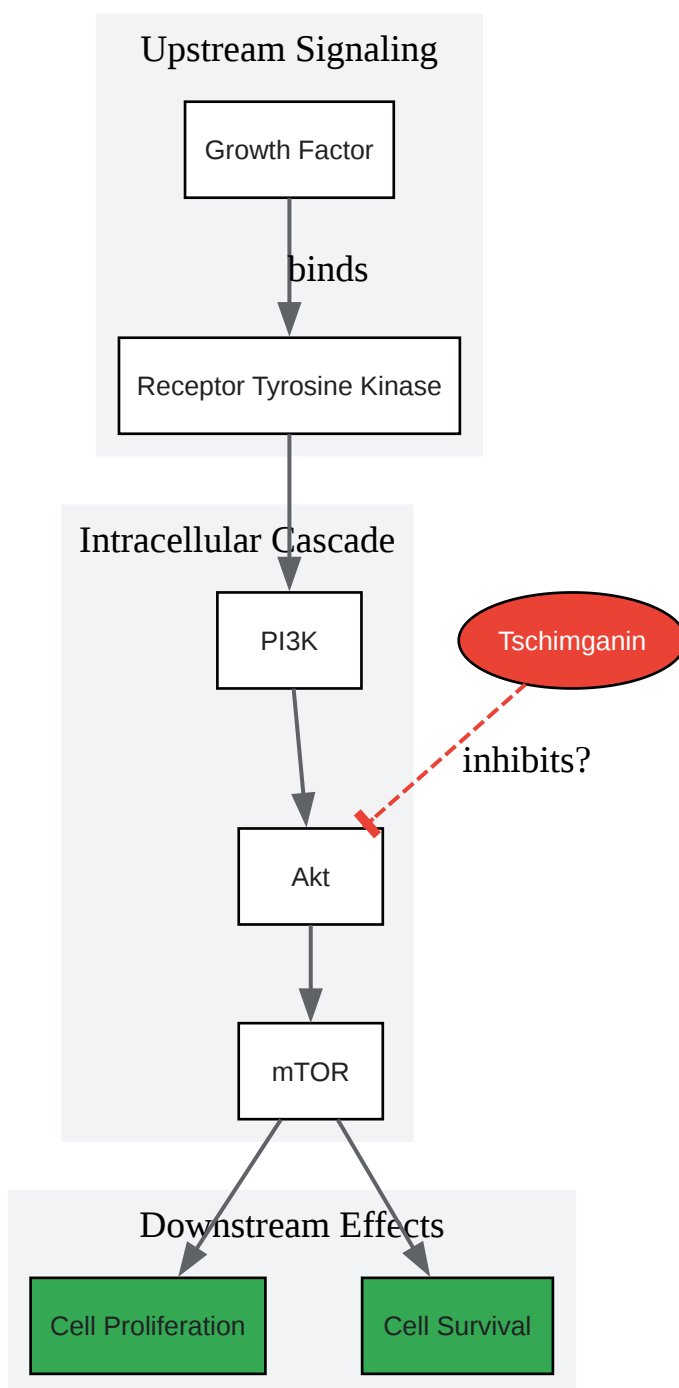 Upstream Signaling
Growth Factor
binds
Receptor Tyrosine Kinase
Intracellular Cascade
PI3K
Tschimganin
inhibits?
Akt
mTOR
Downstream Effects
Cell Proliferation
Cell Survival